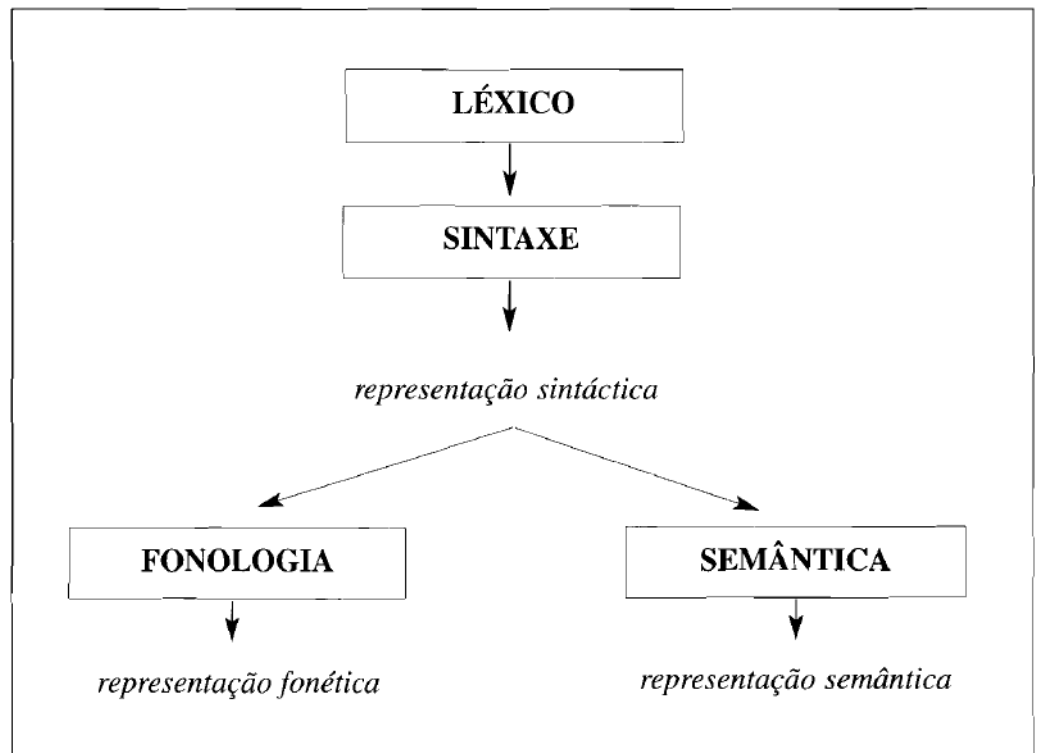 LÉXICO
SINTAXE
representação sintáctica
FONOLOGIA
SEMÂNTICA
representação fonética
representação semântica